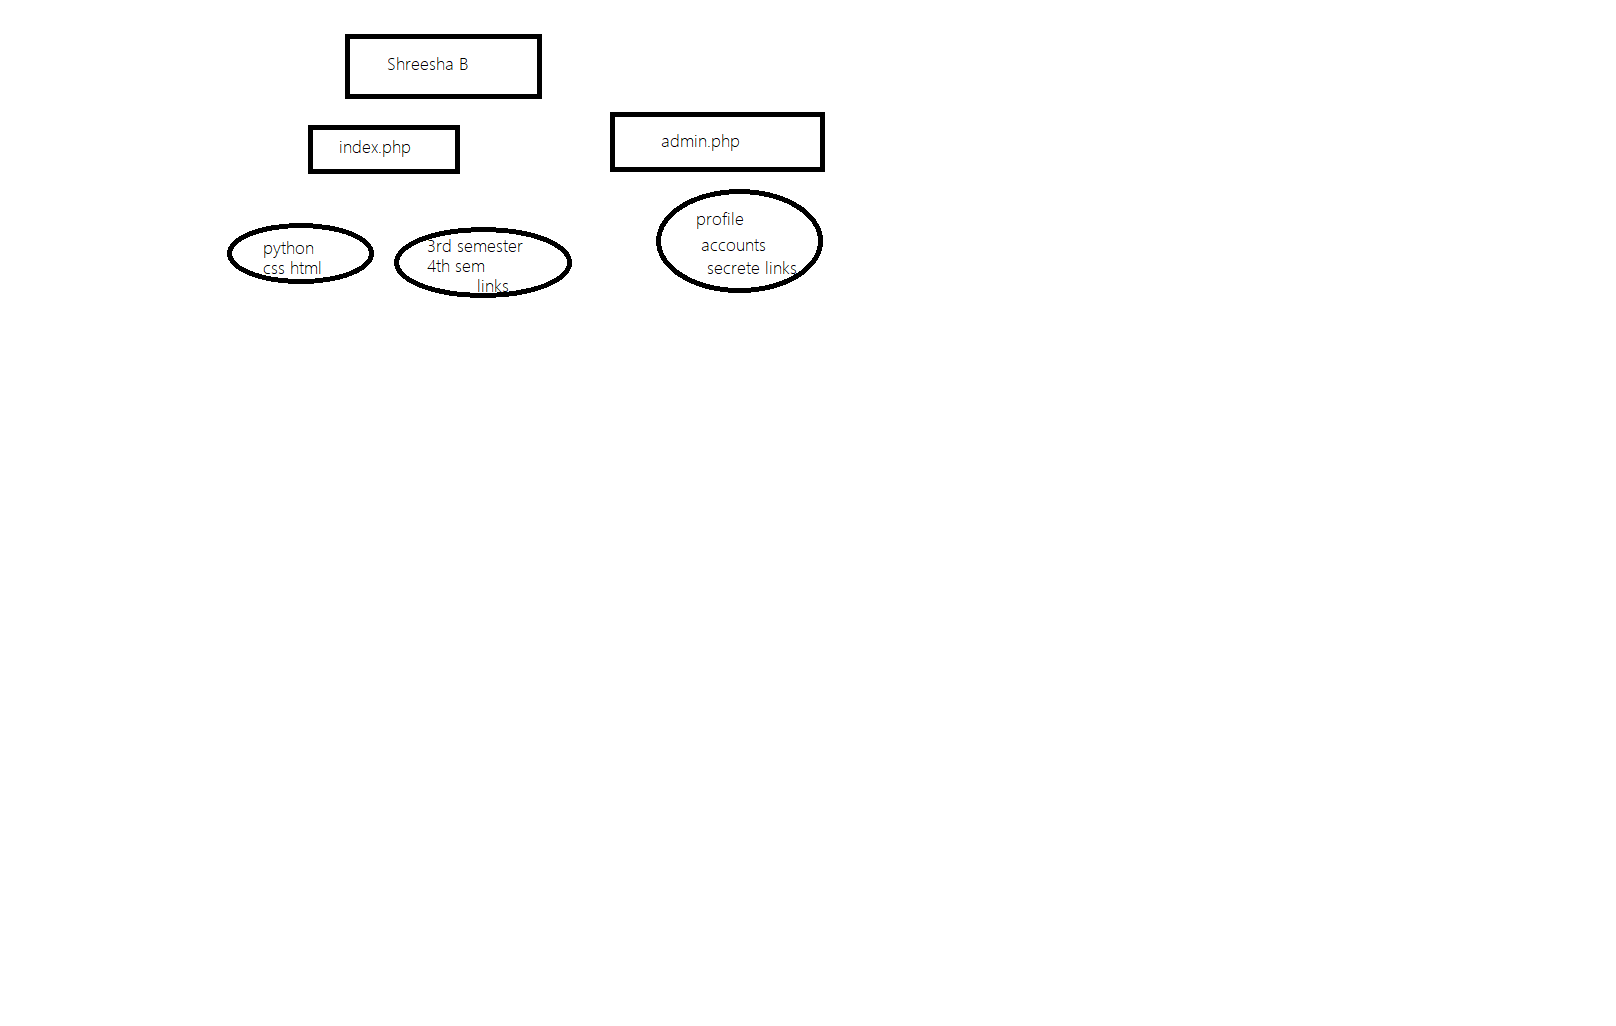 Shreesha B
index.php
admin.php
python
css html
3rd semester
4th sem
links
profile
accounts
secrete links